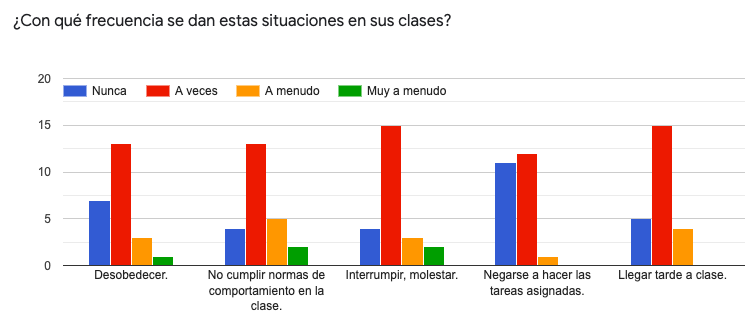 ¿Con qué frecuencia se dan estas situaciones en sus clases?
20
Nunca A veces A menudo Muy a menudo
15
10
5
0
Desobedecer. No cumplir normas de Interrumpir, molestar. Negarse a hacer las Llegar tarde a clase.
comportamiento en la tareas asignadas.
clase.